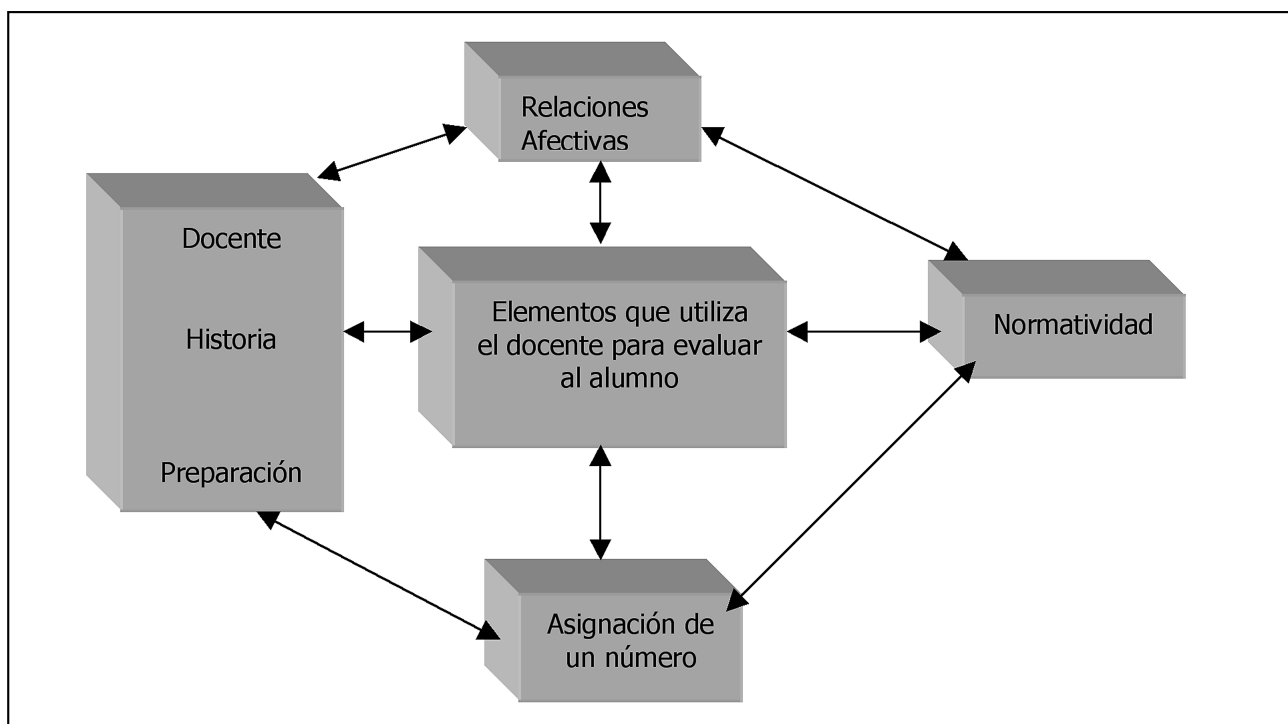 Relaciones
Afectivas
Docente
Historia
Preparación
Elementos que utiliza
el docente para evaluar
al alumno
Normatividad
Asignación de
un número